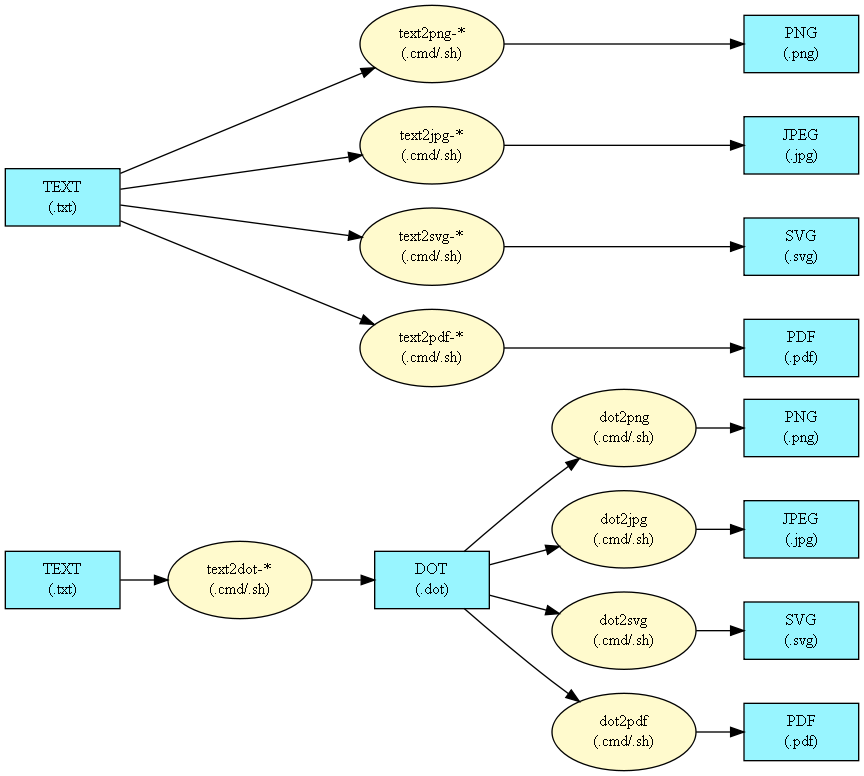 text2png-*
(.cmd/.sh)
PNG
(.png)
text2jpg-*
(.cmd/.sh)
JPEG
(.jpg)
TEXT
(.txt)
text2svg-*
(.cmd/.sh)
SVG
(.svg)
text2pdf-*
(.cmd/.sh)
PDF
(.pdf)
dot2png
(.cmd/.sh)
PNG
(.png)
dot2jpg
(.cmd/.sh)
JPEG
(.jpg)
TEXT
(.txt)
text2dot-*
(.cmd/.sh)
DOT
(.dot)
dot2svg
(.cmd/.sh)
SVG
(.svg)
dot2pdf
(.cmd/.sh)
PDF
(.pdf)